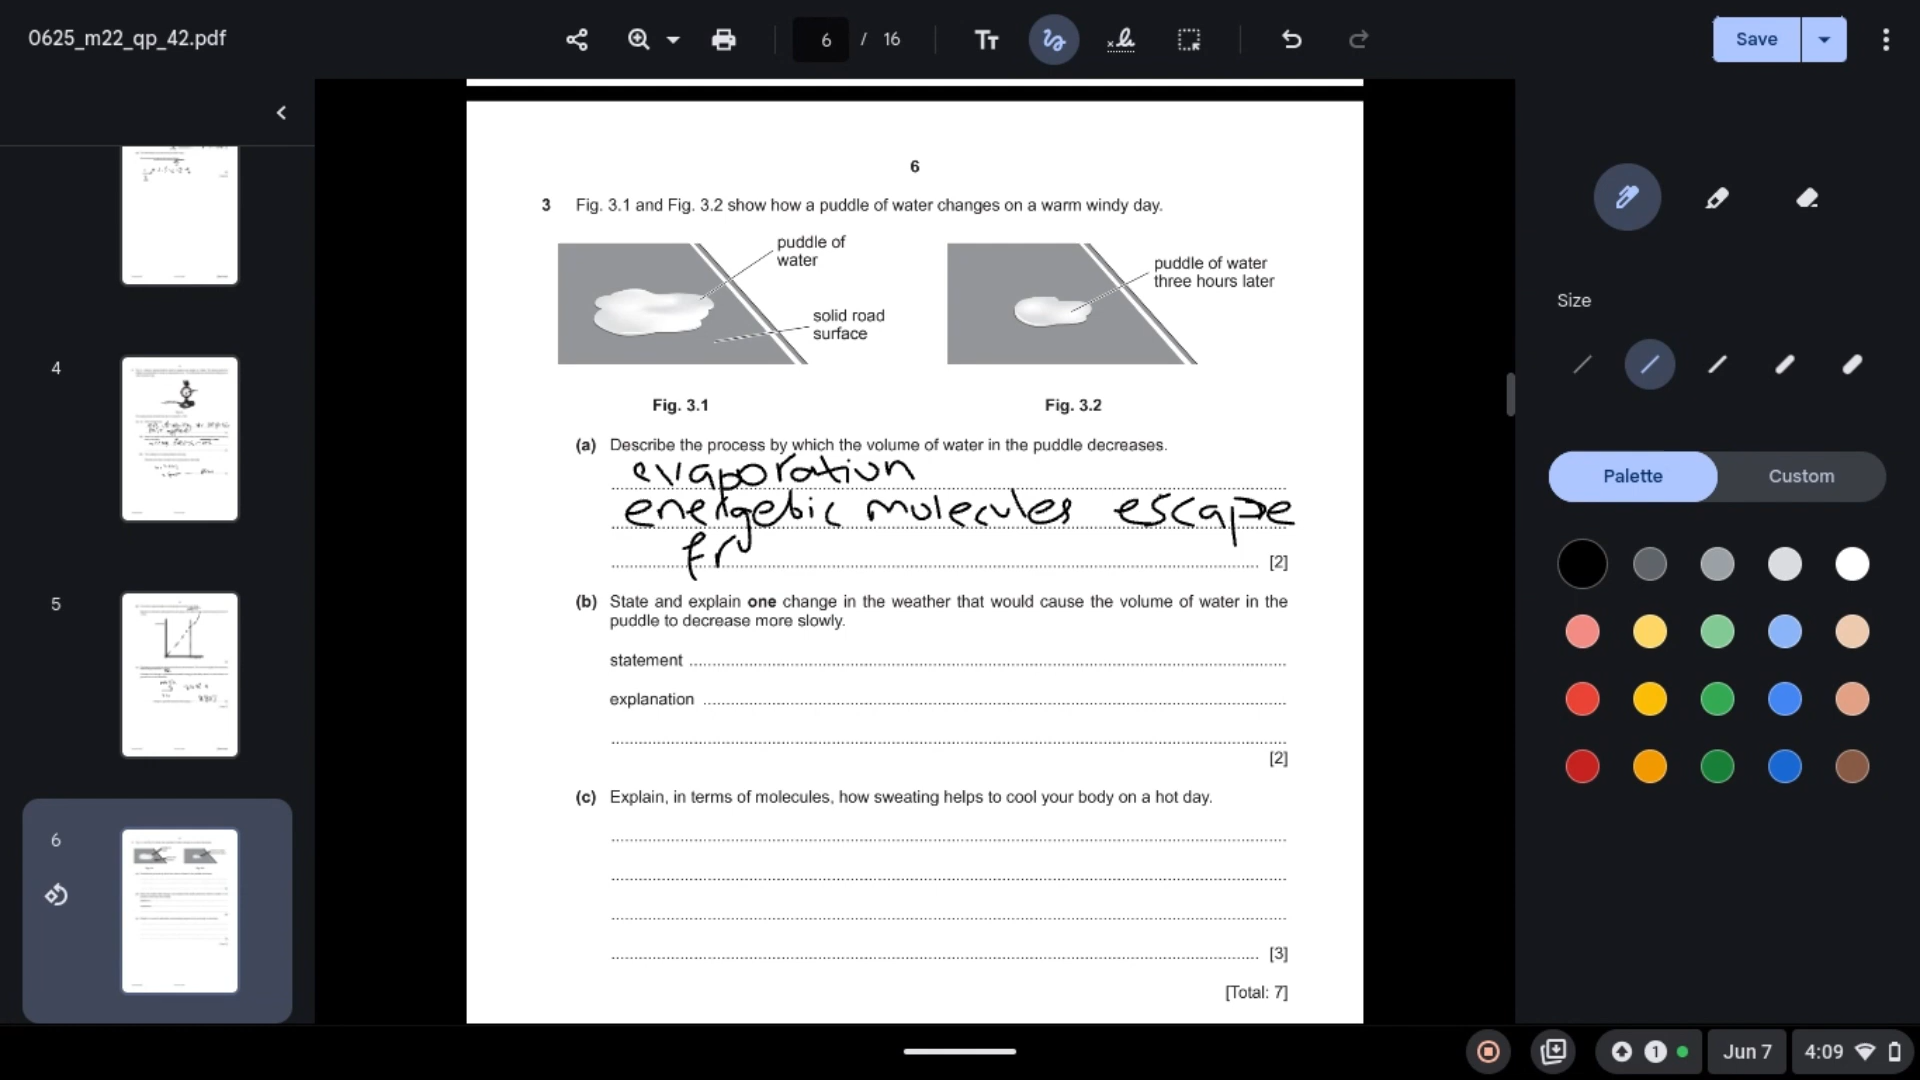 0625_m22_qp_42.pdf
6 / 16
Save
4
5
6
6
3 Fig. 3.1 and Fig. 3.2 show how a puddle of water changes on a warm windy day.
puddle of
water
solid road
surface
puddle of water
three hours later
Fig. 3.1
Fig. 3.2
(a) Describe the process by which the volume of water in the puddle decreases.
evaporation
energetic molecules escape
fro
[2]
(b) State and explain one change in the weather that would cause the volume of water in the
puddle to decrease more slowly.
statement
explanation
[2]
(c) Explain, in terms of molecules, how sweating helps to cool your body on a hot day.
[3]
[Total: 7]
Size
Palette
Custom
1
Jun 7
4:09